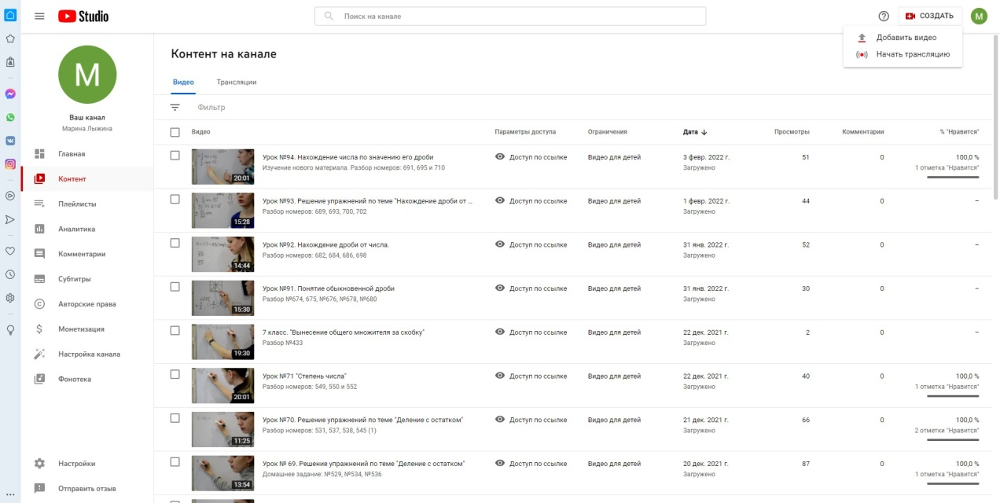 Studio
Поиск на канале
СОЗДАТЬ
М
Добавить видео
Начать трансляцию
М
Ваш канал
Марина Лыжина
Главная
Контент
Плейлисты
Аналитика
Комментарии
Субтитры
Авторские права
Монетизация
Настройка канала
Фонотека
Настройки
Отправить отзыв
Контент на канале
Видео
Трансляции
Фильтр
Видео Параметры доступа Ограничения Дата Просмотры Комментарии % "Нравится"
Урок №94. Нахождение числа по значению его дроби Доступ по ссылке Видео для детей 3 февр. 2022 г. 51 0 100,0 %
Изучение нового материала. Разбор номеров: 691, 695 и 710 Загружено 1 отметка "Нравится"
20:01
Урок №93. Решение упражнений по теме "Нахождение дроби от ... Доступ по ссылке Видео для детей 1 февр. 2022 г. 44 0 –
Разбор номеров: 689, 693, 700, 702 Загружено
15:28
Урок №92. Нахождение дроби от числа. Доступ по ссылке Видео для детей 31 янв. 2022 г. 52 0 –
Разбор номеров: 682, 684, 686, 698 Загружено
14:44
Урок №91. Понятие обыкновенной дроби Доступ по ссылке Видео для детей 31 янв. 2022 г. 30 0 –
Разбор №674, 675, №676, №678, №680 Загружено
15:30
7 класс. "Вынесение общего множителя за скобку" Доступ по ссылке Видео для детей 22 дек. 2021 г. 2 0 –
Разбор №433 Загружено
19:30
Урок №71 "Степень числа" Доступ по ссылке Видео для детей 22 дек. 2021 г. 40 0 100,0 %
Разбор номеров: 549, 550 и 552 Загружено 1 отметка "Нравится"
20:01
Урок №70. Решение упражнений по теме "Деление с остатком" Доступ по ссылке Видео для детей 21 дек. 2021 г. 66 0 100,0 %
Разбор номеров: 531, 537, 538, 545 (1) Загружено 2 отметки "Нравится"
11:25
Урок № 69. Решение упражнений по теме "Деление с остатком" Доступ по ссылке Видео для детей 20 дек. 2021 г. 87 0 100,0 %
Домашнее задание: №529, №534, №536 Загружено 1 отметка "Нравится"
13:54